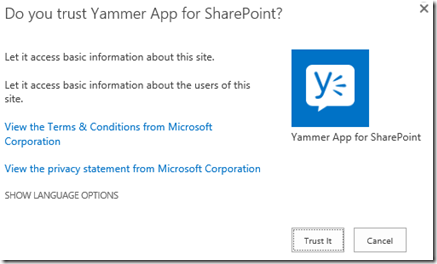 Do you trust Yammer App for SharePoint?
Let it access basic information about this site.
Let it access basic information about the users of this
site.
View the Terms & Conditions from Microsoft
Corporation
View the privacy statement from Microsoft Corporation
SHOW LANGUAGE OPTIONS
Yammer App for SharePoint
Trust It
Cancel